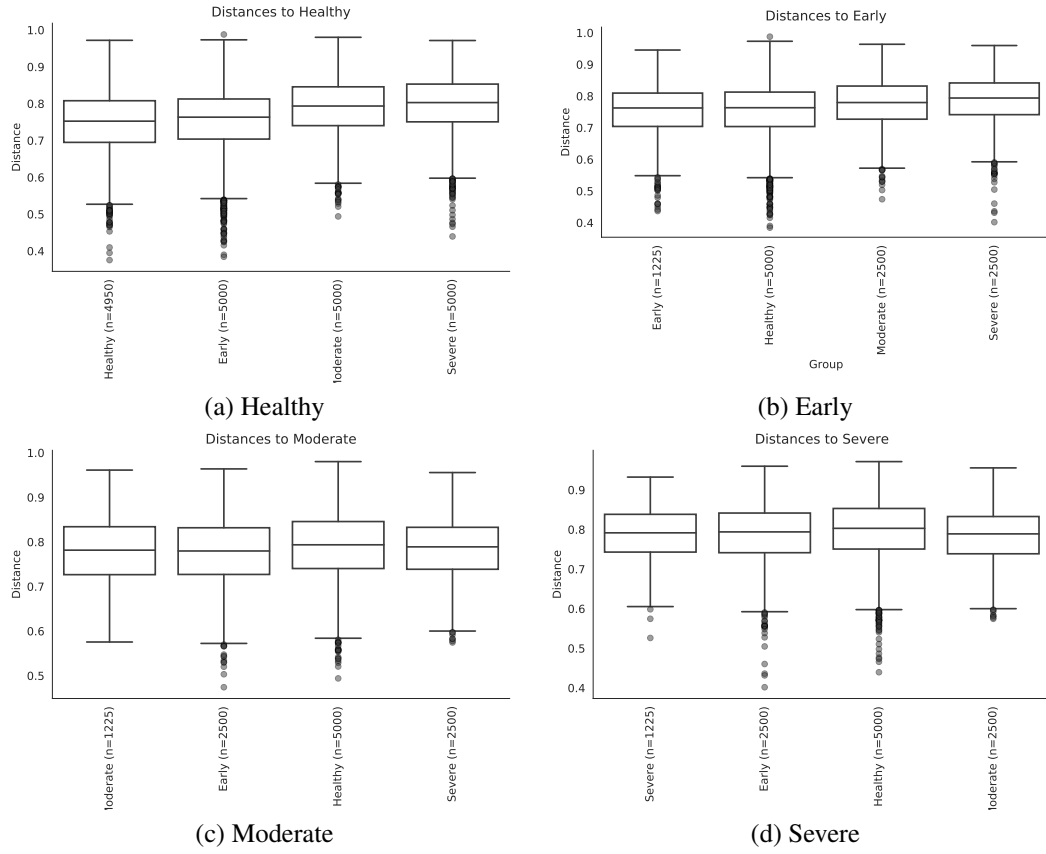 Distances to Healthy
Distance
1.0
0.9
0.8
0.7
0.6
0.5
0.4
Healthy (n=4950)
Early (n=5000)
oderate (n=5000)
Severe (n=5000)
(a) Healthy
Distances to Early
Distance
1.0
0.9
0.8
0.7
0.6
0.5
0.4
Early (n=1225)
Healthy (n=5000)
Moderate (n=2500)
Severe (n=2500)
Group
(b) Early
Distances to Moderate
Distance
1.0
0.9
0.8
0.7
0.6
0.5
oderate (n=1225)
Early (n=2500)
Healthy (n=5000)
Severe (n=2500)
(c) Moderate
Distances to Severe
Distance
0.9
0.8
0.7
0.6
0.5
0.4
Severe (n=1225)
Early (n=2500)
Healthy (n=5000)
oderate (n=2500)
(d) Severe